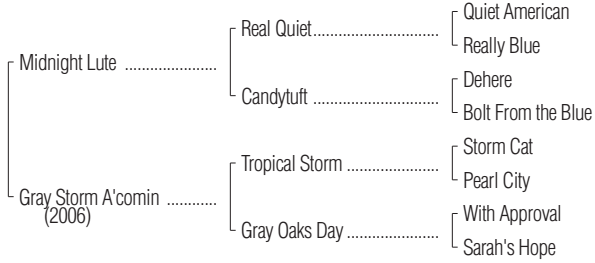 Quiet American
Real Quiet
Really Blue
Midnight Lute
Dehere
Candytuft
Bolt From the Blue
Storm Cat
Tropical Storm
Pearl City
Gray Storm A'comin
(2006)
With Approval
Gray Oaks Day
Sarah's Hope